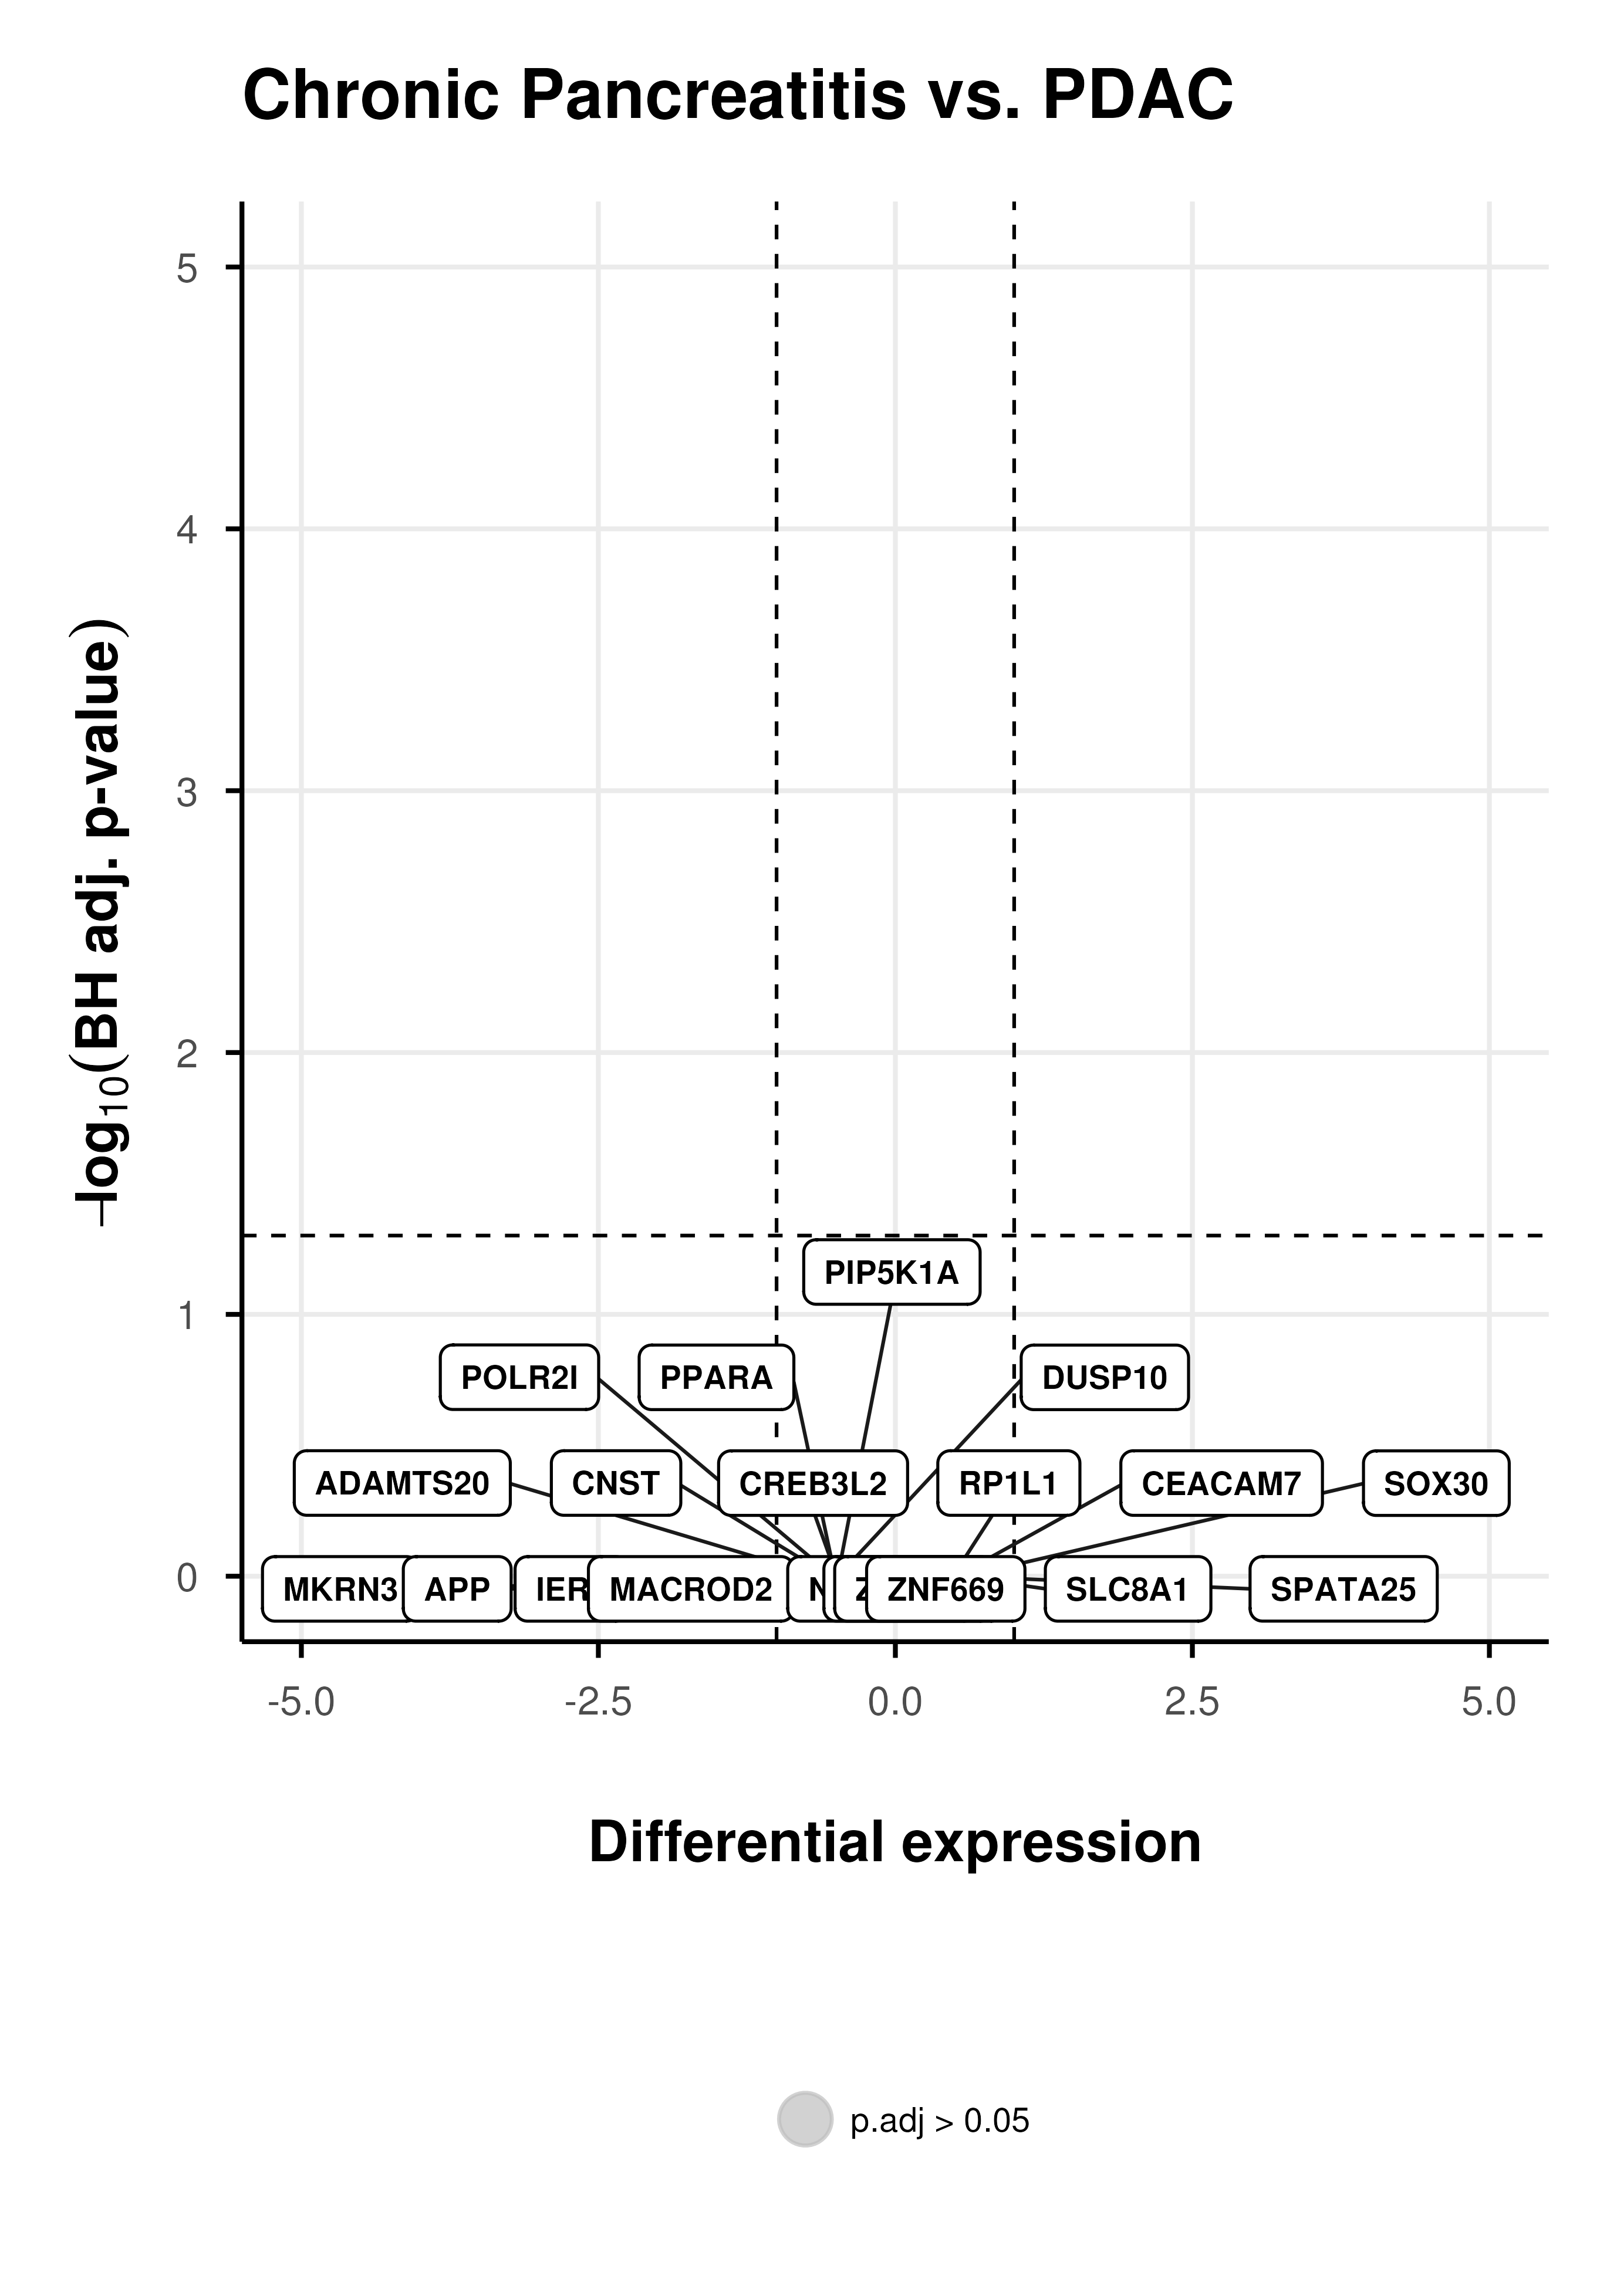 Chronic Pancreatitis vs. PDAC
−log10(BH adj. p-value)
5
4
3
2
1
0
PIP5K1A
POLR2I PPARA DUSP10
ADAMTS20 CNST CREB3L2 RP1L1 CEACAM7 SOX30
MKRN3 APP MACROD2 ZNF669 SLC8A1 SPATA25
-5.0 -2.5 0.0 2.5 5.0
Differential expression
p.adj > 0.05